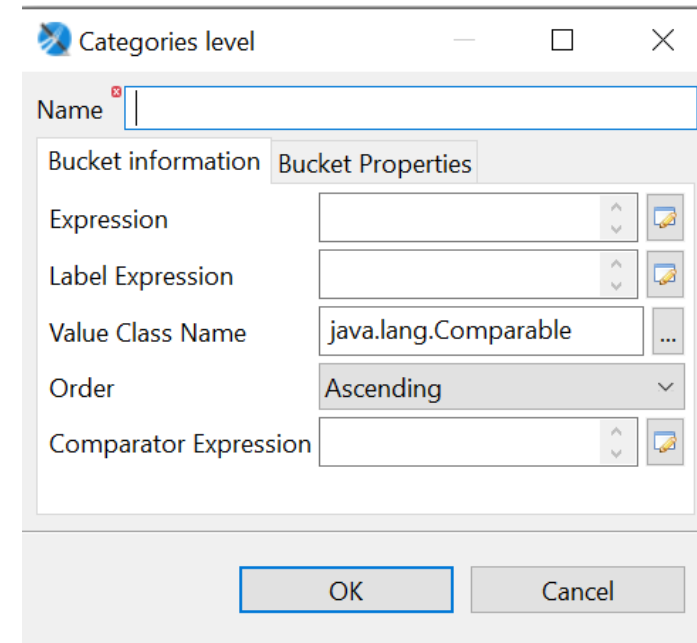 Categories level
Name
Bucket information Bucket Properties
Expression
Label Expression
Value Class Name java.lang.Comparable ...
Order Ascending
Comparator Expression
OK Cancel